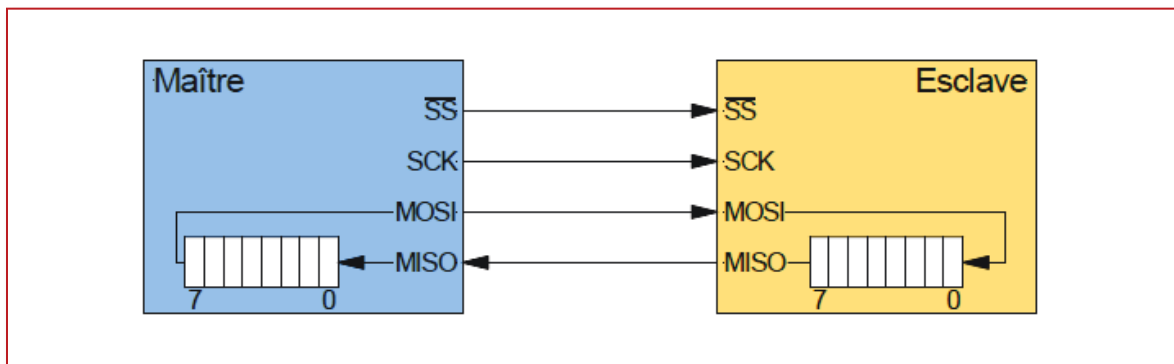 Maître
SS
SCK
MOSI
MISO
7 0
Esclave
SS
SCK
MOSI
MISO
7 0